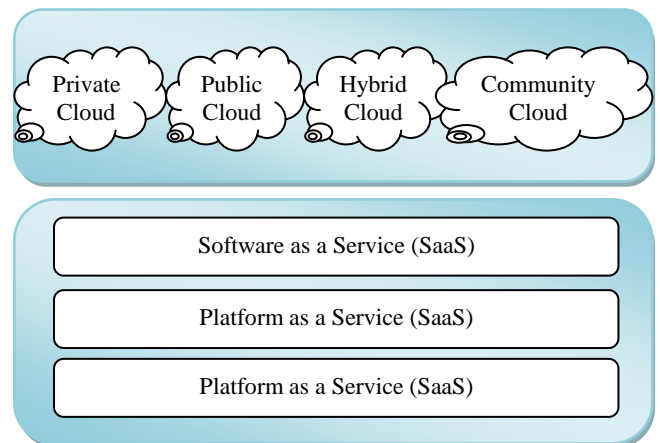 Private
Cloud
Public
Cloud
Hybrid
Cloud
Community
Cloud
Software as a Service (SaaS)
Platform as a Service (SaaS)
Platform as a Service (SaaS)